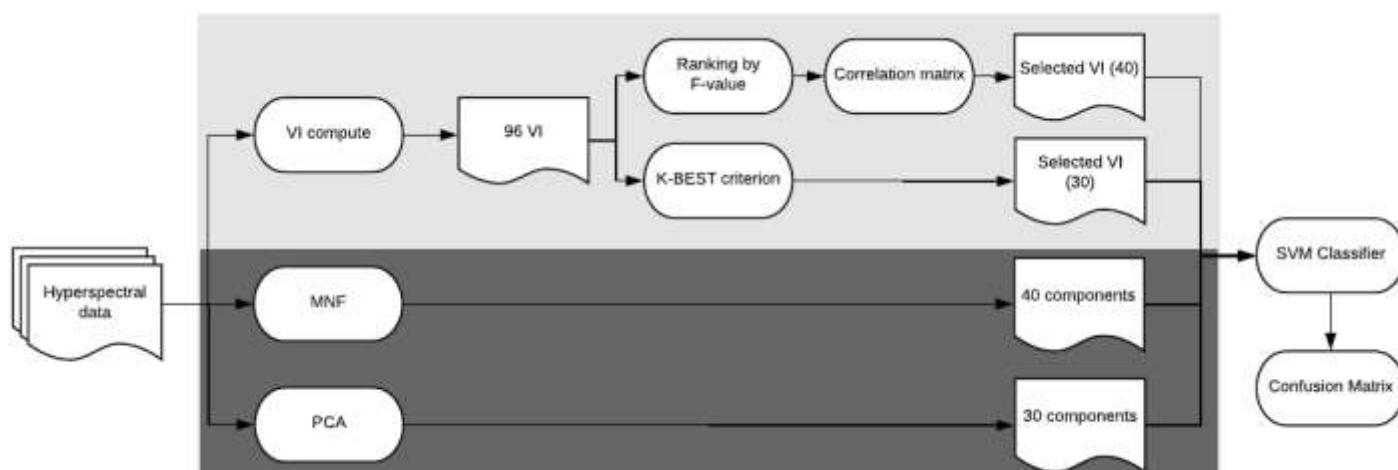 Ranking by
F-value
Correlation matrix
Selected VI (40)
VI compute
96 VI
K-BEST criterion
Selected VI
(30)
SVM Classifier
Hyperspectral
data
MNF
40 components
Confusion Matrix
PCA
30 components